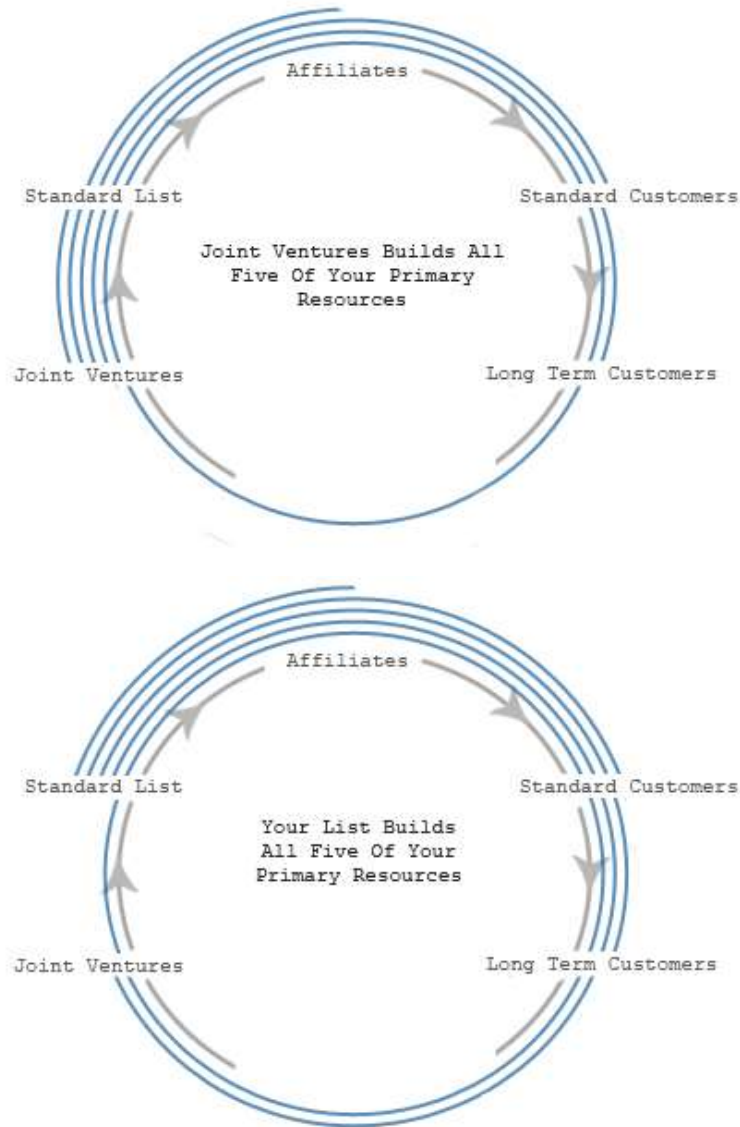 Affiliates
Standard List
Standard Customers
Joint Ventures Builds All
Five Of Your Primary
Resources
Joint Ventures
Long Term Customers
Affiliates
Standard List
Standard Customers
Your List Builds
All Five Of Your
Primary Resources
Joint Ventures
Long Term Customers